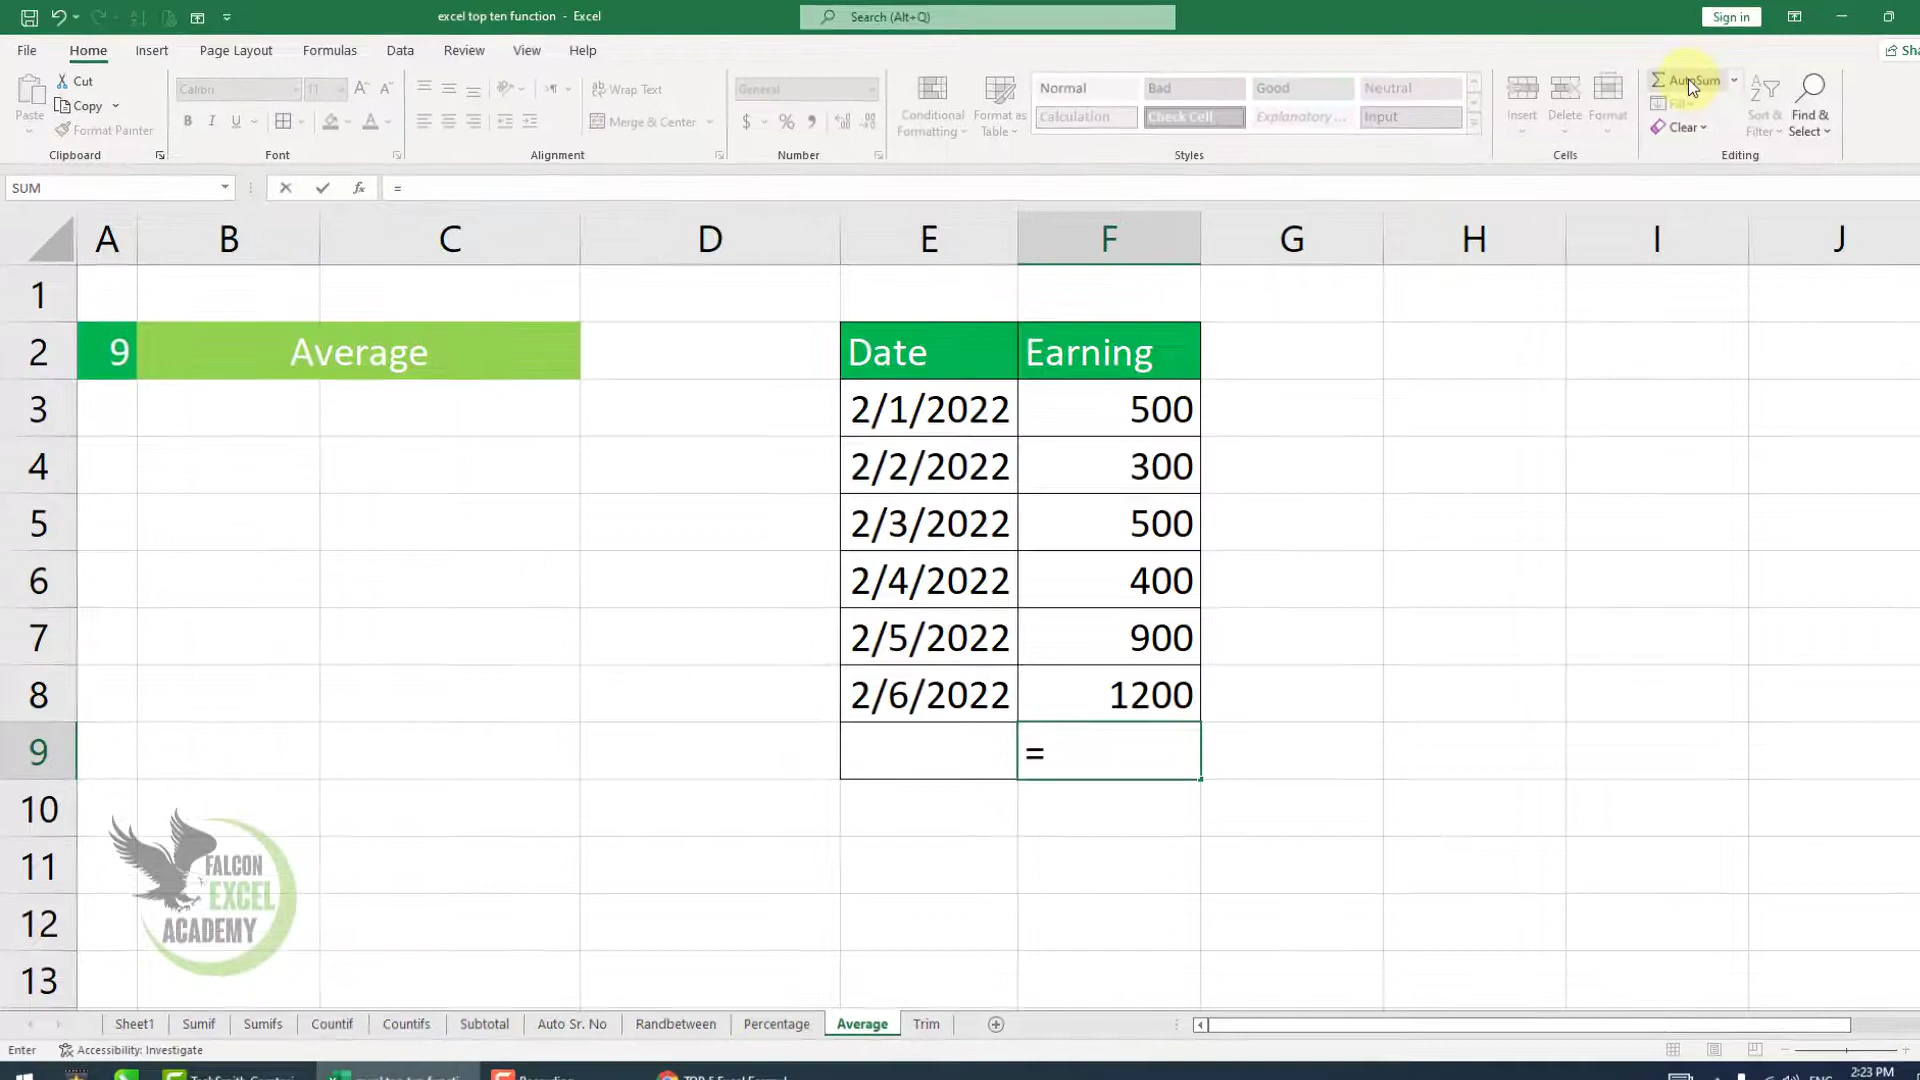 excel top ten function - Excel
Search (Alt+Q)
Sign in
File Home Insert Page Layout Formulas Data Review View Help
Paste
Cut
Copy
Format Painter
Clipboard
Calibri 11
B I U
Font
Wrap Text
Merge & Center
Alignment
General
$ % ,
Number
Conditional Formatting
Format as Table
Normal Bad Good Neutral
Calculation Check Cell Explanatory ... Input
Styles
Insert Delete Format
Cells
AutoSum
Fill
Clear
Sort & Filter
Find & Select
Editing
SUM
fx
=
A B C D E F G H I J
1
2 9 Average Date Earning
3 2/1/2022 500
4 2/2/2022 300
5 2/3/2022 500
6 2/4/2022 400
7 2/5/2022 900
8 2/6/2022 1200
9 =
10
11
12
13
FALCON
EXCEL
ACADEMY
Sheet1 Sumif Sumifs Countif Countifs Subtotal Auto Sr. No Randbetween Percentage Average Trim
Enter
Accessibility: Investigate
2:23 PM